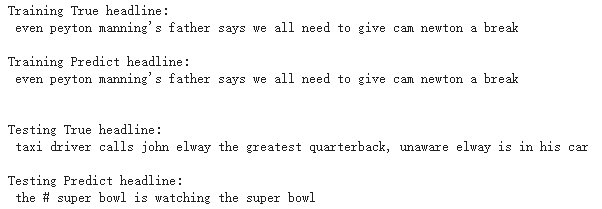 Training True headline:
even peyton manning's father says we all need to give cam newton a break
Training Predict headline:
even peyton manning's father says we all need to give cam newton a break
Testing True headline:
taxi driver calls john elway the greatest quarterback, unaware elway is in his car
Testing Predict headline:
the # super bowl is watching the super bowl